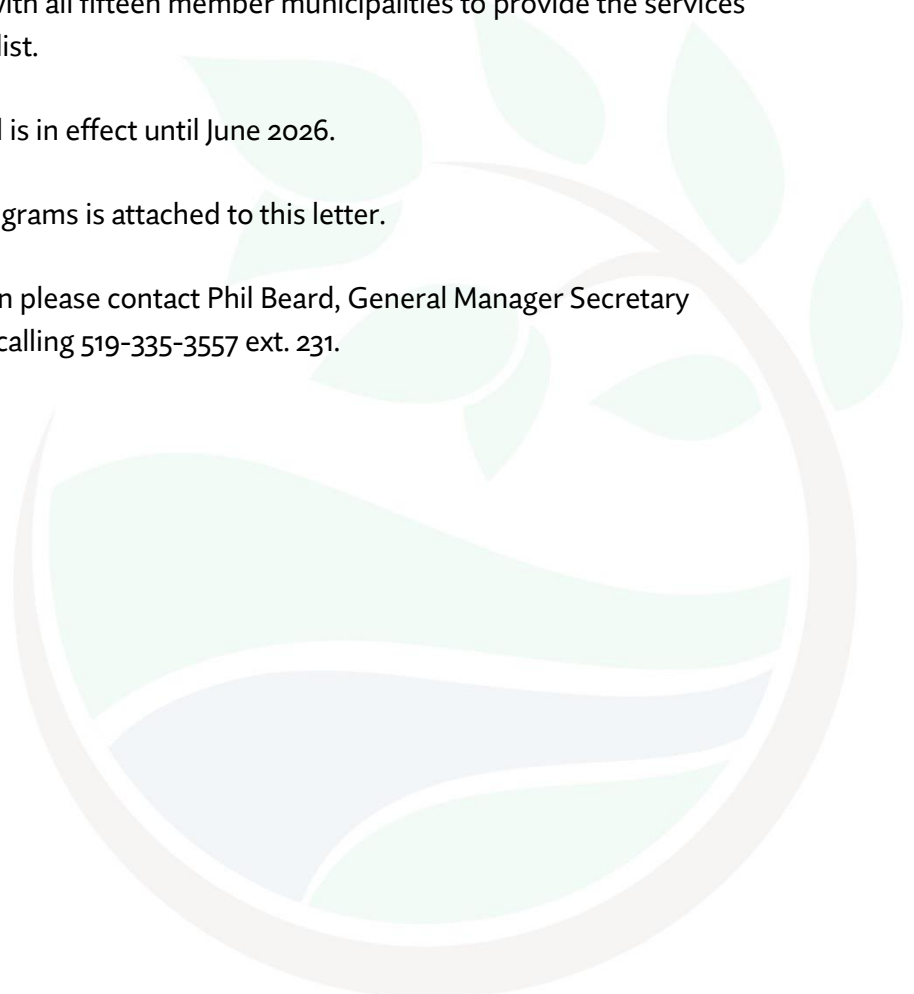 with all fifteen member municipalities to provide the services
list.
is in effect until June 2026.
grams is attached to this letter.
n please contact Phil Beard, General Manager Secretary
calling 519-335-3557 ext. 231.